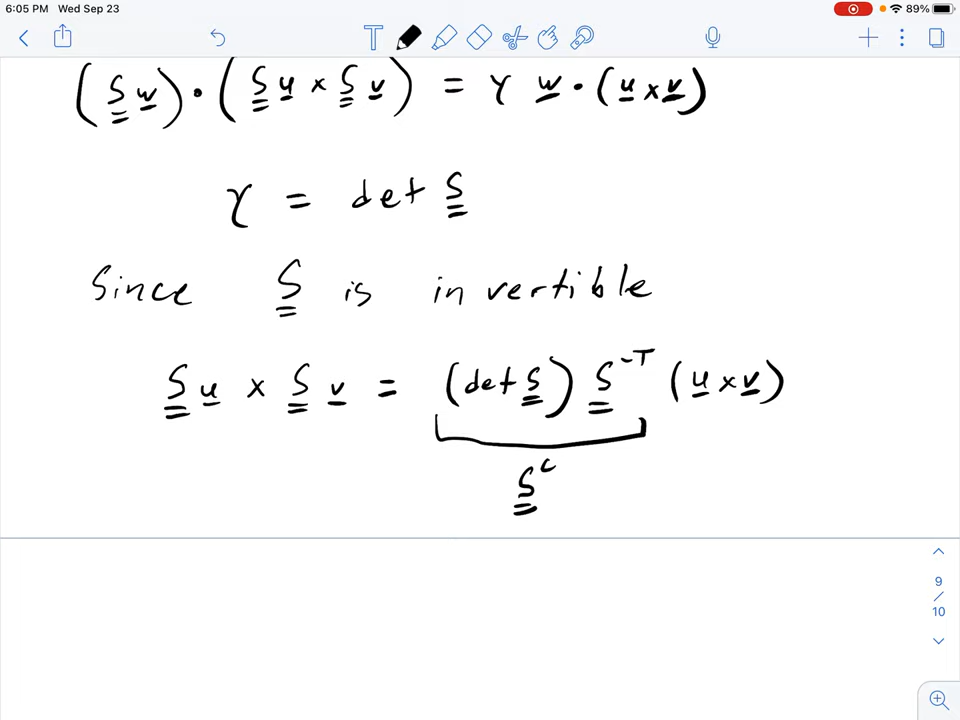 6:05 PM Wed Sep 23 89%
(S w) · (S u × S v) = γ w · (u × v)
γ = det S
Since S is invertible
S u × S v = (det S) S^-T (u × v)
S^c
9
/
10